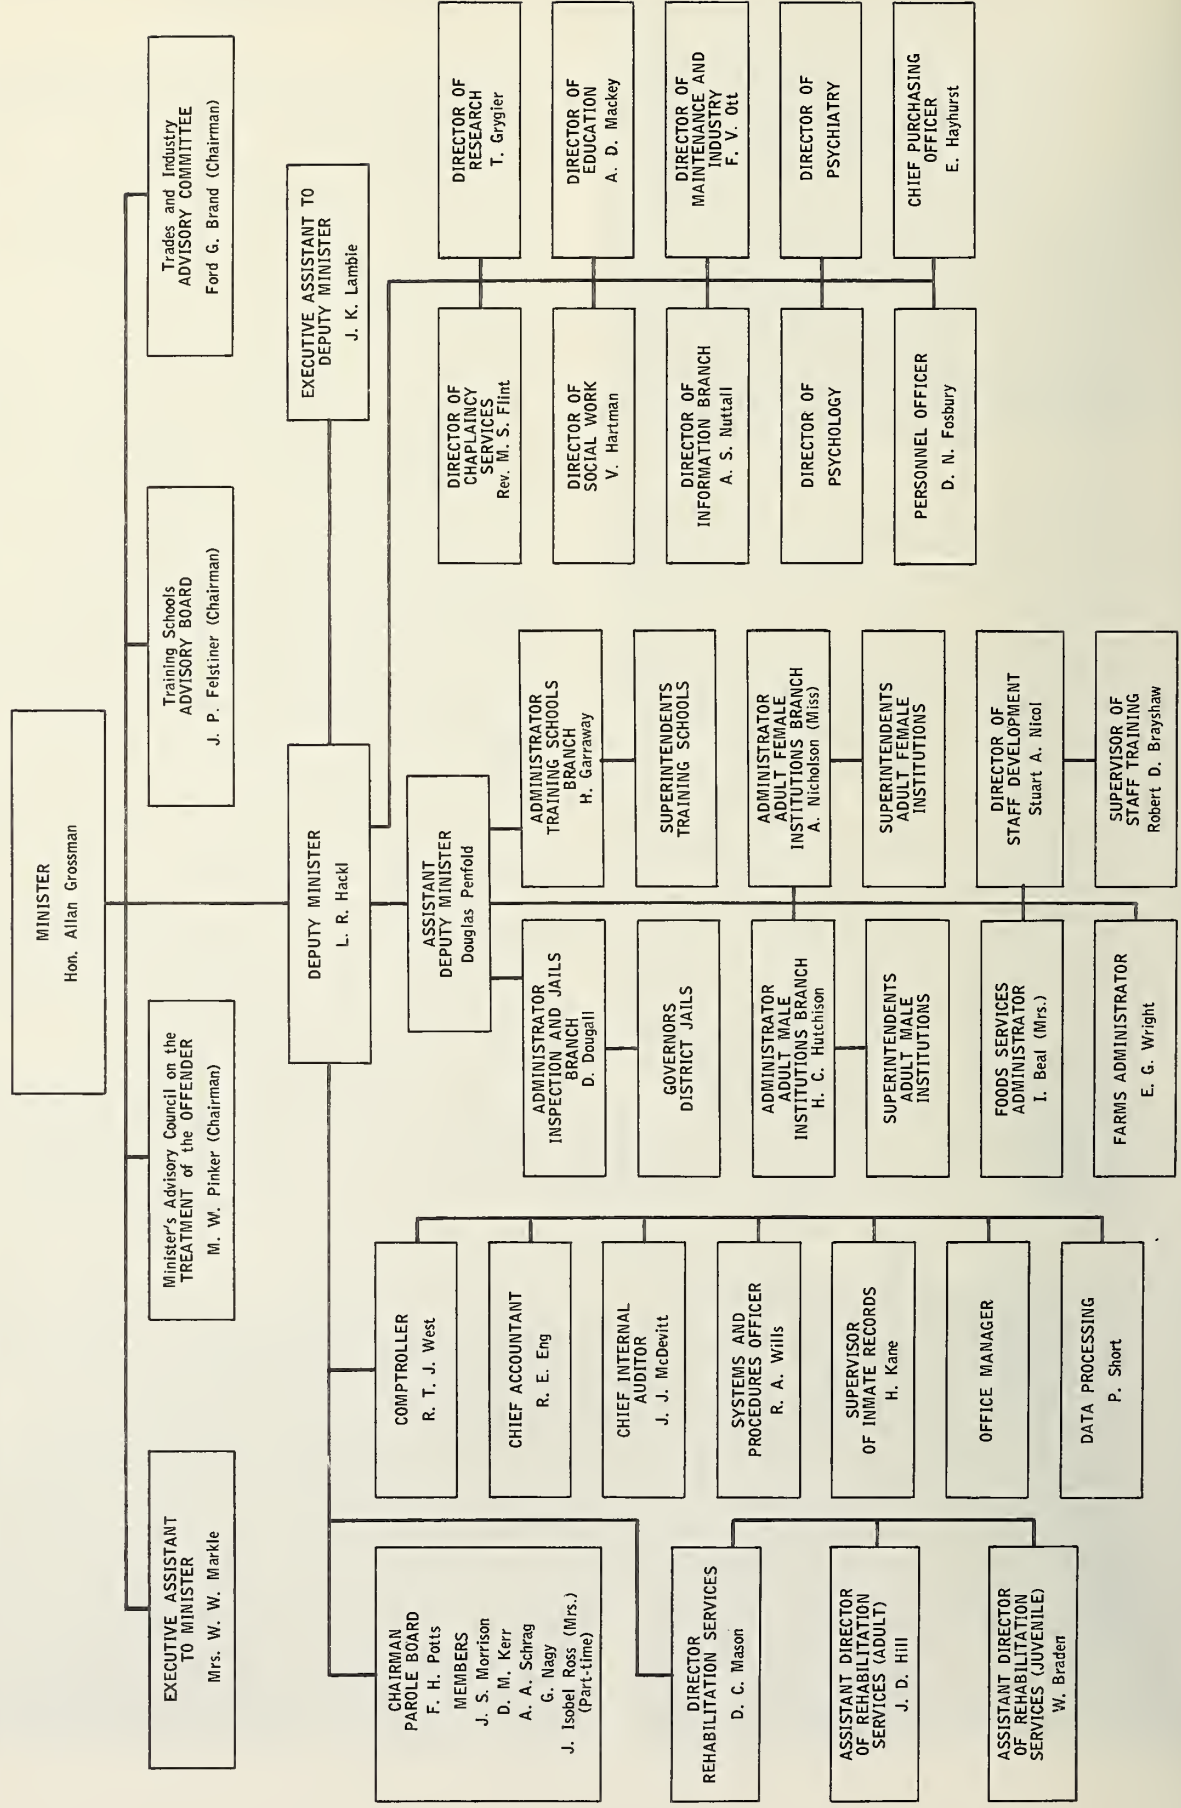 MINISTER
Hon. Allan Grossman
EXECUTIVE ASSISTANT
TO MINISTER
Mrs. W. W. Markle
Minister's Advisory Council on the
TREATMENT of the OFFENDER
M. W. Pinker (Chairman)
Training Schools
ADVISORY BOARD
J. P. Felstiner (Chairman)
Trades and Industry
ADVISORY COMMITTEE
Ford G. Brand (Chairman)
DEPUTY MINISTER
L. R. Hackl
EXECUTIVE ASSISTANT TO
DEPUTY MINISTER
J. K. Lambie
CHAIRMAN
PAROLE BOARD
F. H. Potts
MEMBERS
J. S. Morrison
D. M. Kerr
A. A. Schrag
G. Nagy
J. Isobel Ross (Mrs.)
(Part-time)
DIRECTOR
REHABILITATION SERVICES
D. C. Mason
ASSISTANT DIRECTOR
OF REHABILITATION
SERVICES (ADULT)
J. D. Hill
ASSISTANT DIRECTOR
OF REHABILITATION
SERVICES (JUVENILE)
W. Braden
COMPTROLLER
R. T. J. West
CHIEF ACCOUNTANT
R. E. Eng
CHIEF INTERNAL
AUDITOR
J. J. McDevitt
SYSTEMS AND
PROCEDURES OFFICER
R. A. Wills
SUPERVISOR
OF INMATE RECORDS
H. Kane
OFFICE MANAGER
DATA PROCESSING
P. Short
ASSISTANT
DEPUTY MINISTER
Douglas Penfold
ADMINISTRATOR
INSPECTION AND JAILS
BRANCH
D. Dougall
GOVERNORS
DISTRICT JAILS
ADMINISTRATOR
ADULT MALE
INSTITUTIONS BRANCH
H. C. Hutchison
SUPERINTENDENTS
ADULT MALE
INSTITUTIONS
FOODS SERVICES
ADMINISTRATOR
I. Beal (Mrs.)
FARMS ADMINISTRATOR
E. G. Wright
ADMINISTRATOR
TRAINING SCHOOLS
BRANCH
H. Garraway
SUPERINTENDENTS
TRAINING SCHOOLS
ADMINISTRATOR
ADULT FEMALE
INSTITUTIONS BRANCH
A. Nicholson (Miss)
SUPERINTENDENTS
ADULT FEMALE
INSTITUTIONS
DIRECTOR OF
STAFF DEVELOPMENT
Stuart A. Nicol
SUPERVISOR OF
STAFF TRAINING
Robert D. Brayshaw
DIRECTOR OF
CHAPLAINCY
SERVICES
Rev. M. S. Flint
DIRECTOR OF
SOCIAL WORK
V. Hartman
DIRECTOR OF
INFORMATION BRANCH
A. S. Nuttall
DIRECTOR OF
PSYCHOLOGY
PERSONNEL OFFICER
D. N. Fosbury
DIRECTOR OF
RESEARCH
T. Grygier
DIRECTOR OF
EDUCATION
A. D. Mackey
DIRECTOR OF
MAINTENANCE AND
INDUSTRY
F. V. Ott
DIRECTOR OF
PSYCHIATRY
CHIEF PURCHASING
OFFICER
E. Hayhurst